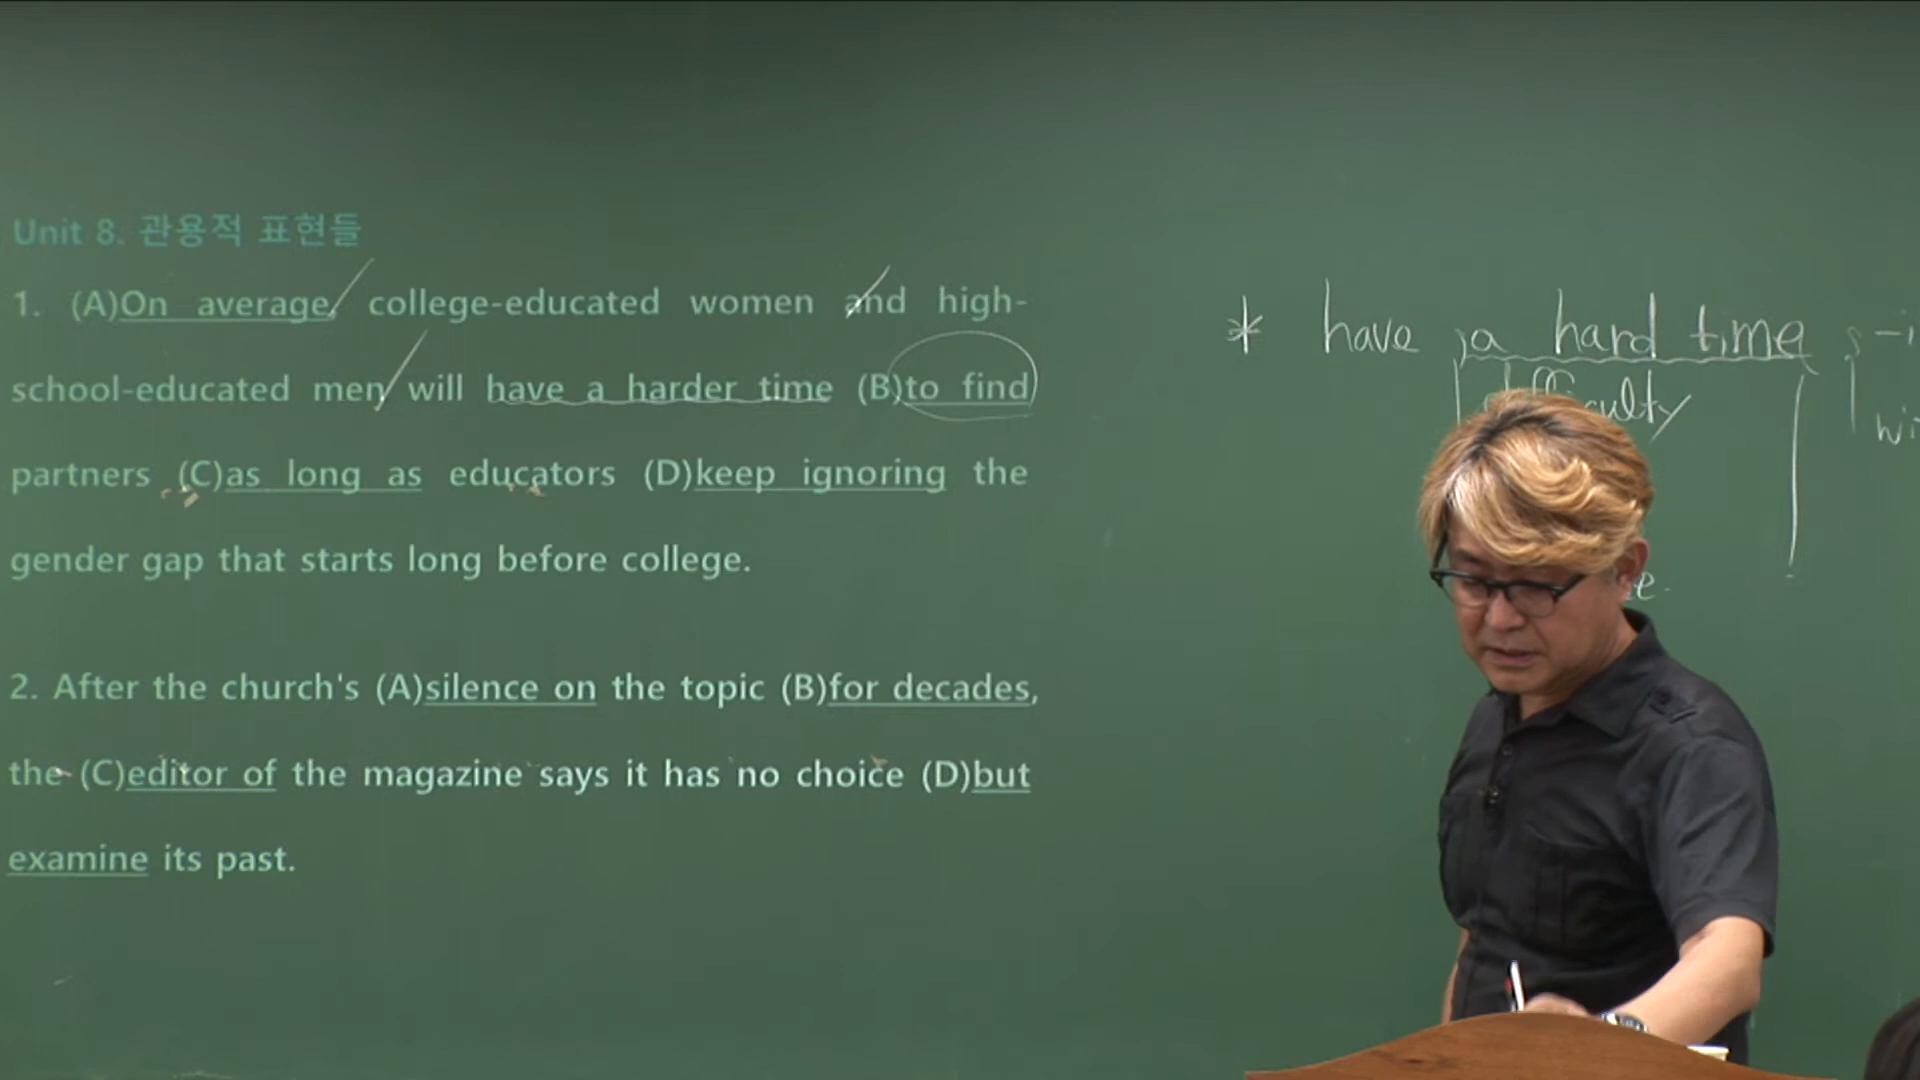 Unit 8. 관용적 표현들
1. (A)On average, college-educated women and high-
school-educated men will have a harder time (B)to find
partners (C)as long as educators (D)keep ignoring the
gender gap that starts long before college.
2. After the church's (A)silence on the topic (B)for decades,
the (C)editor of the magazine says it has no choice (D)but
examine its past.
* have a hard time